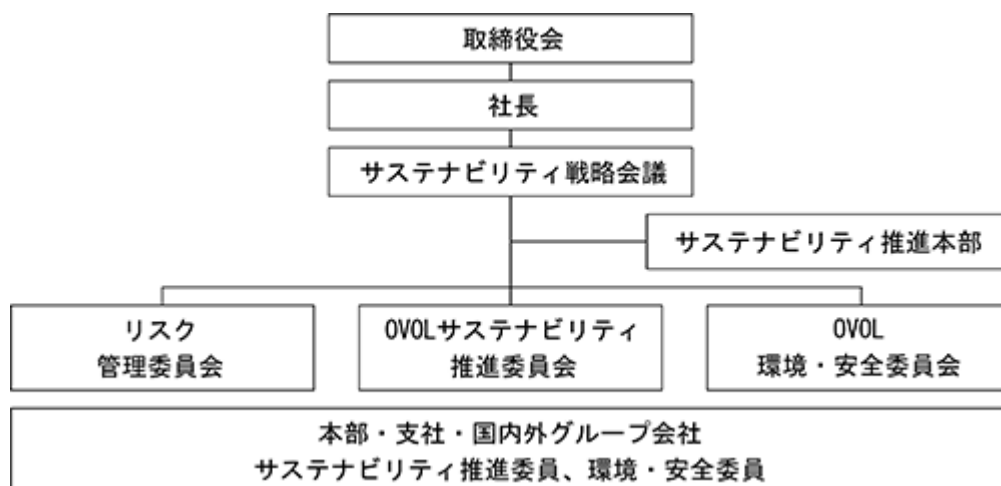 取締役会
社長
サステナビリティ戦略会議
サステナビリティ推進本部
リスク
管理委員会
OVOLサステナビリティ
推進委員会
OVOL
環境・安全委員会
本部・支社・国内外グループ会社
サステナビリティ推進委員、環境・安全委員